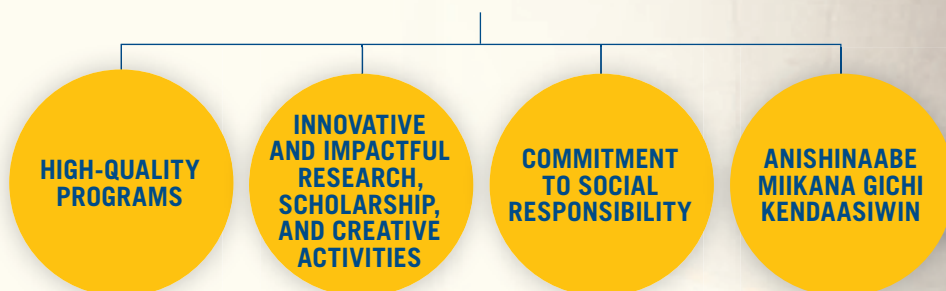 HIGH-QUALITY
PROGRAMS
INNOVATIVE
AND IMPACTFUL
RESEARCH,
SCHOLARSHIP,
AND CREATIVE
ACTIVITIES
COMMITMENT
TO SOCIAL
RESPONSIBILITY
ANISHINAABE
MIIKANA GICHI
KENDAASIWIN